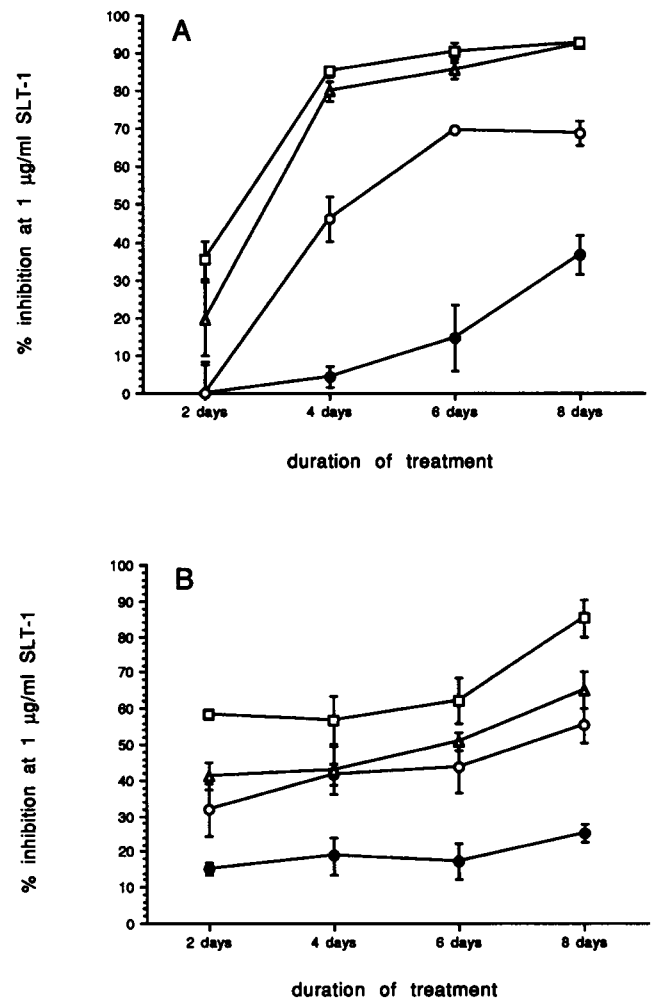 A
100
90
80
70
60
50
40
30
20
10
0
% inhibition at 1 µg/ml SLT-1
2 days 4 days 6 days 8 days
duration of treatment
B
100
90
80
70
60
50
40
30
20
10
0
% inhibition at 1 µg/ml SLT-1
2 days 4 days 6 days 8 days
duration of treatment